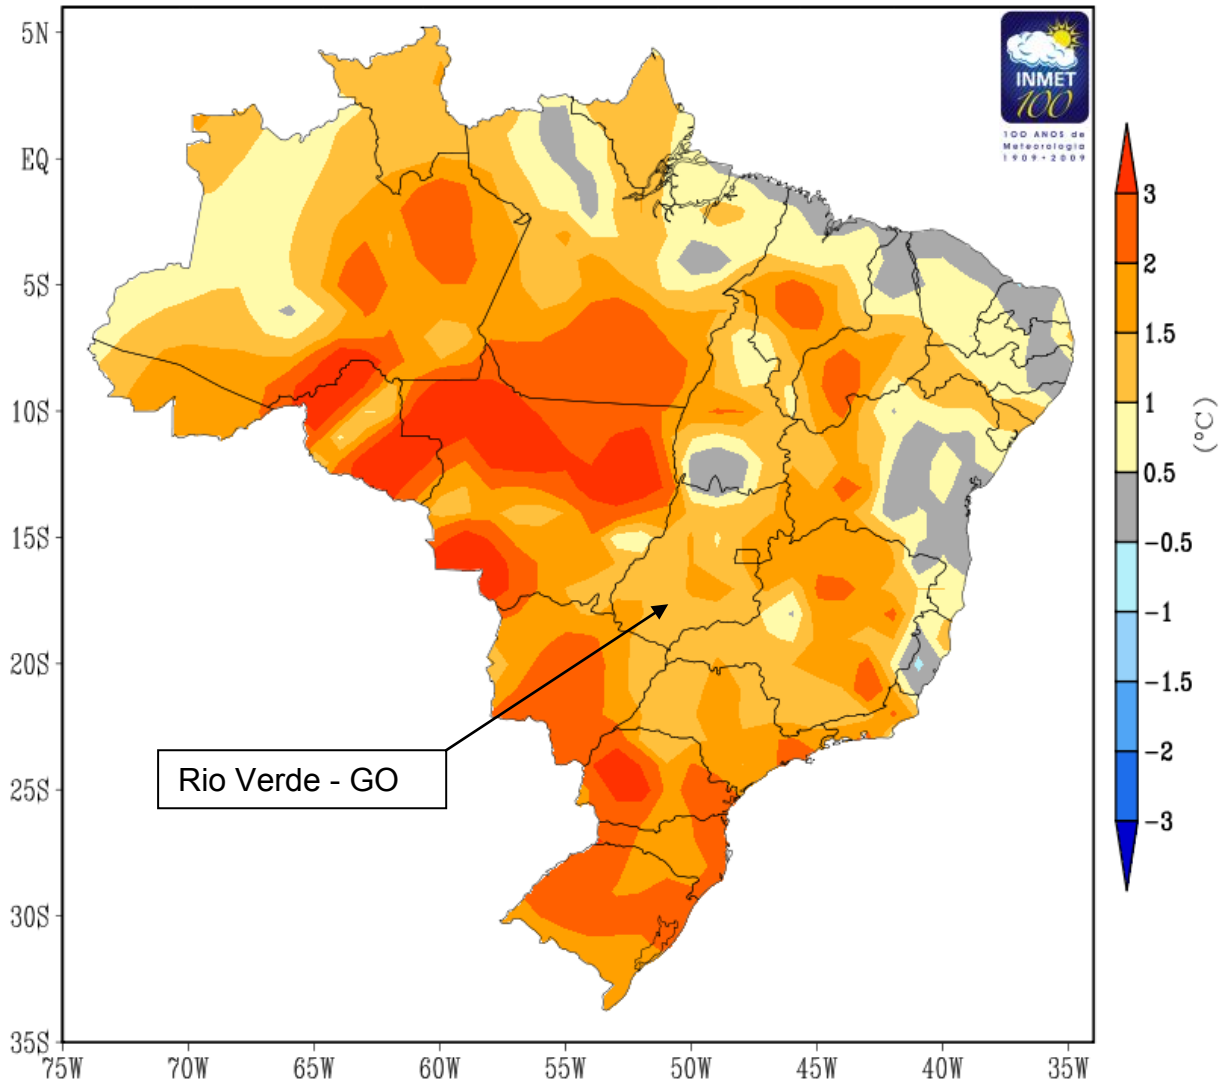 5N
EQ
5S
10S
15S
20S
25S
30S
35S
75W 70W 65W 60W 55W 50W 45W 40W 35W
Rio Verde - GO
INMET
100
100 ANOS de
Meteorologia
1909 • 2009
3
2
1.5
1
0.5
−0.5
−1
−1.5
−2
−3
(°C)